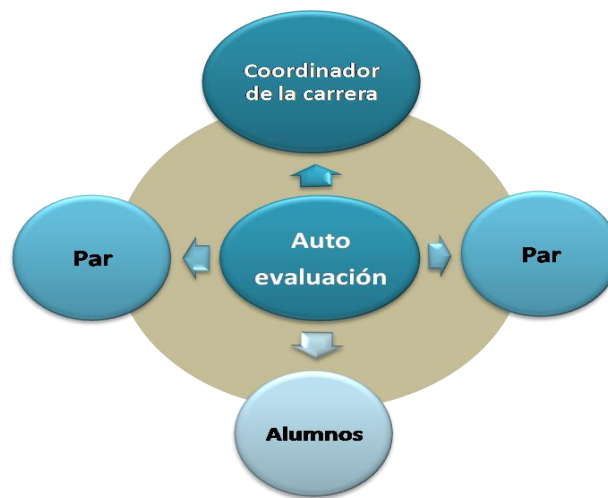 Coordinador
de la carrera
Par
Auto
evaluación
Par
Alumnos